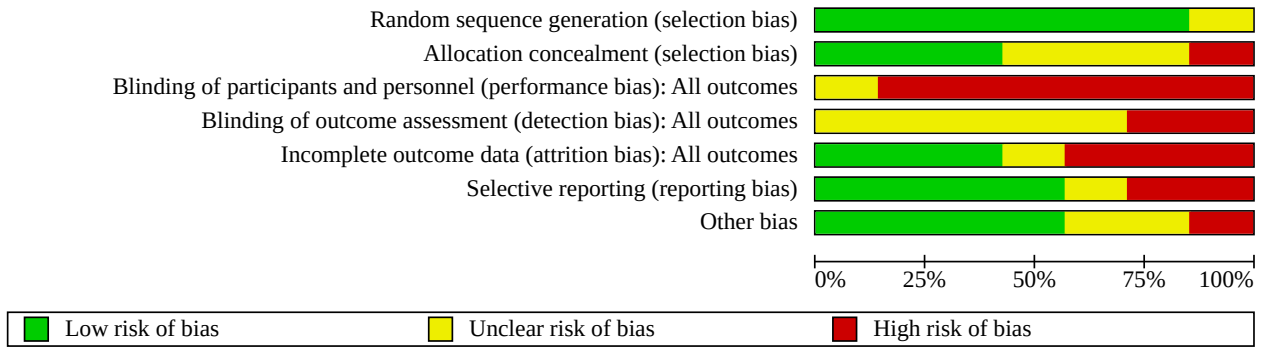 Random sequence generation (selection bias)
Allocation concealment (selection bias)
Blinding of participants and personnel (performance bias): All outcomes
Blinding of outcome assessment (detection bias): All outcomes
Incomplete outcome data (attrition bias): All outcomes
Selective reporting (reporting bias)
Other bias
0% 25% 50% 75% 100%
Low risk of bias Unclear risk of bias High risk of bias